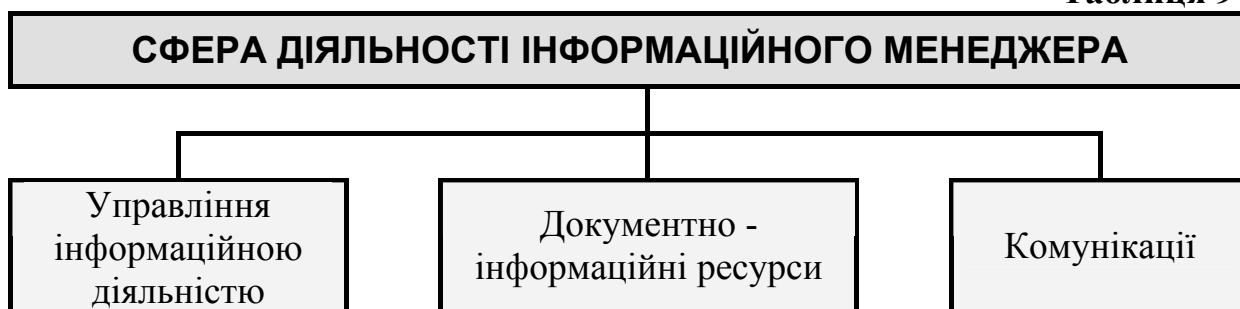 Таблиця 9
СФЕРА ДІЯЛЬНОСТІ ІНФОРМАЦІЙНОГО МЕНЕДЖЕРА
Управління
інформаційною
діяльністю
Документно -
інформаційні ресурси
Комунікації